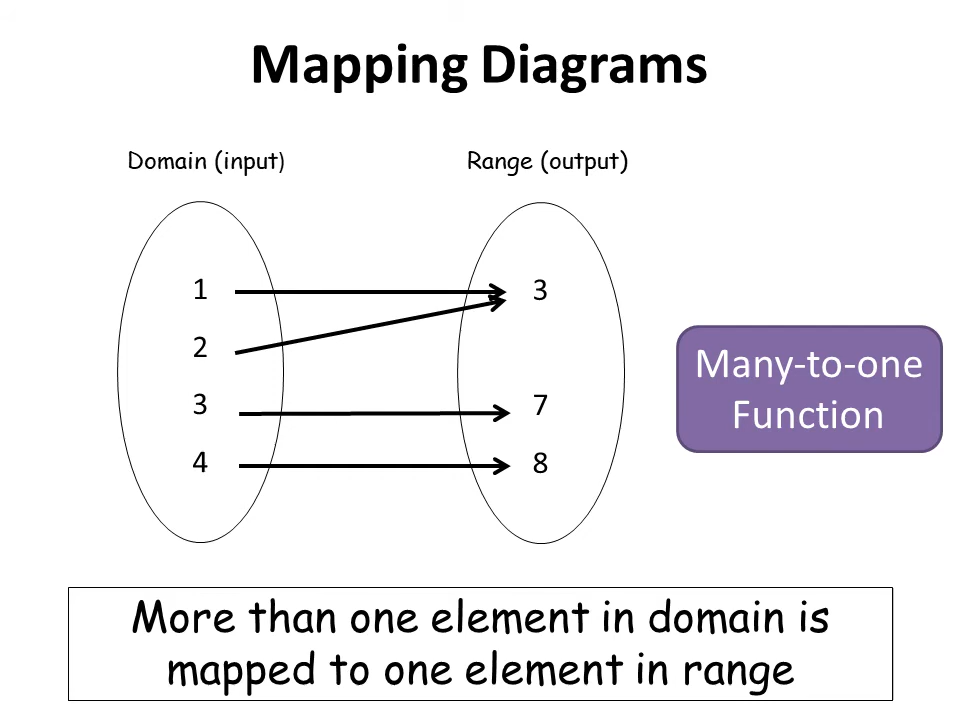 Mapping Diagrams
Domain (input)
Range (output)
1
3
2
3
7
4
8
Many-to-one
Function
More than one element in domain is
mapped to one element in range